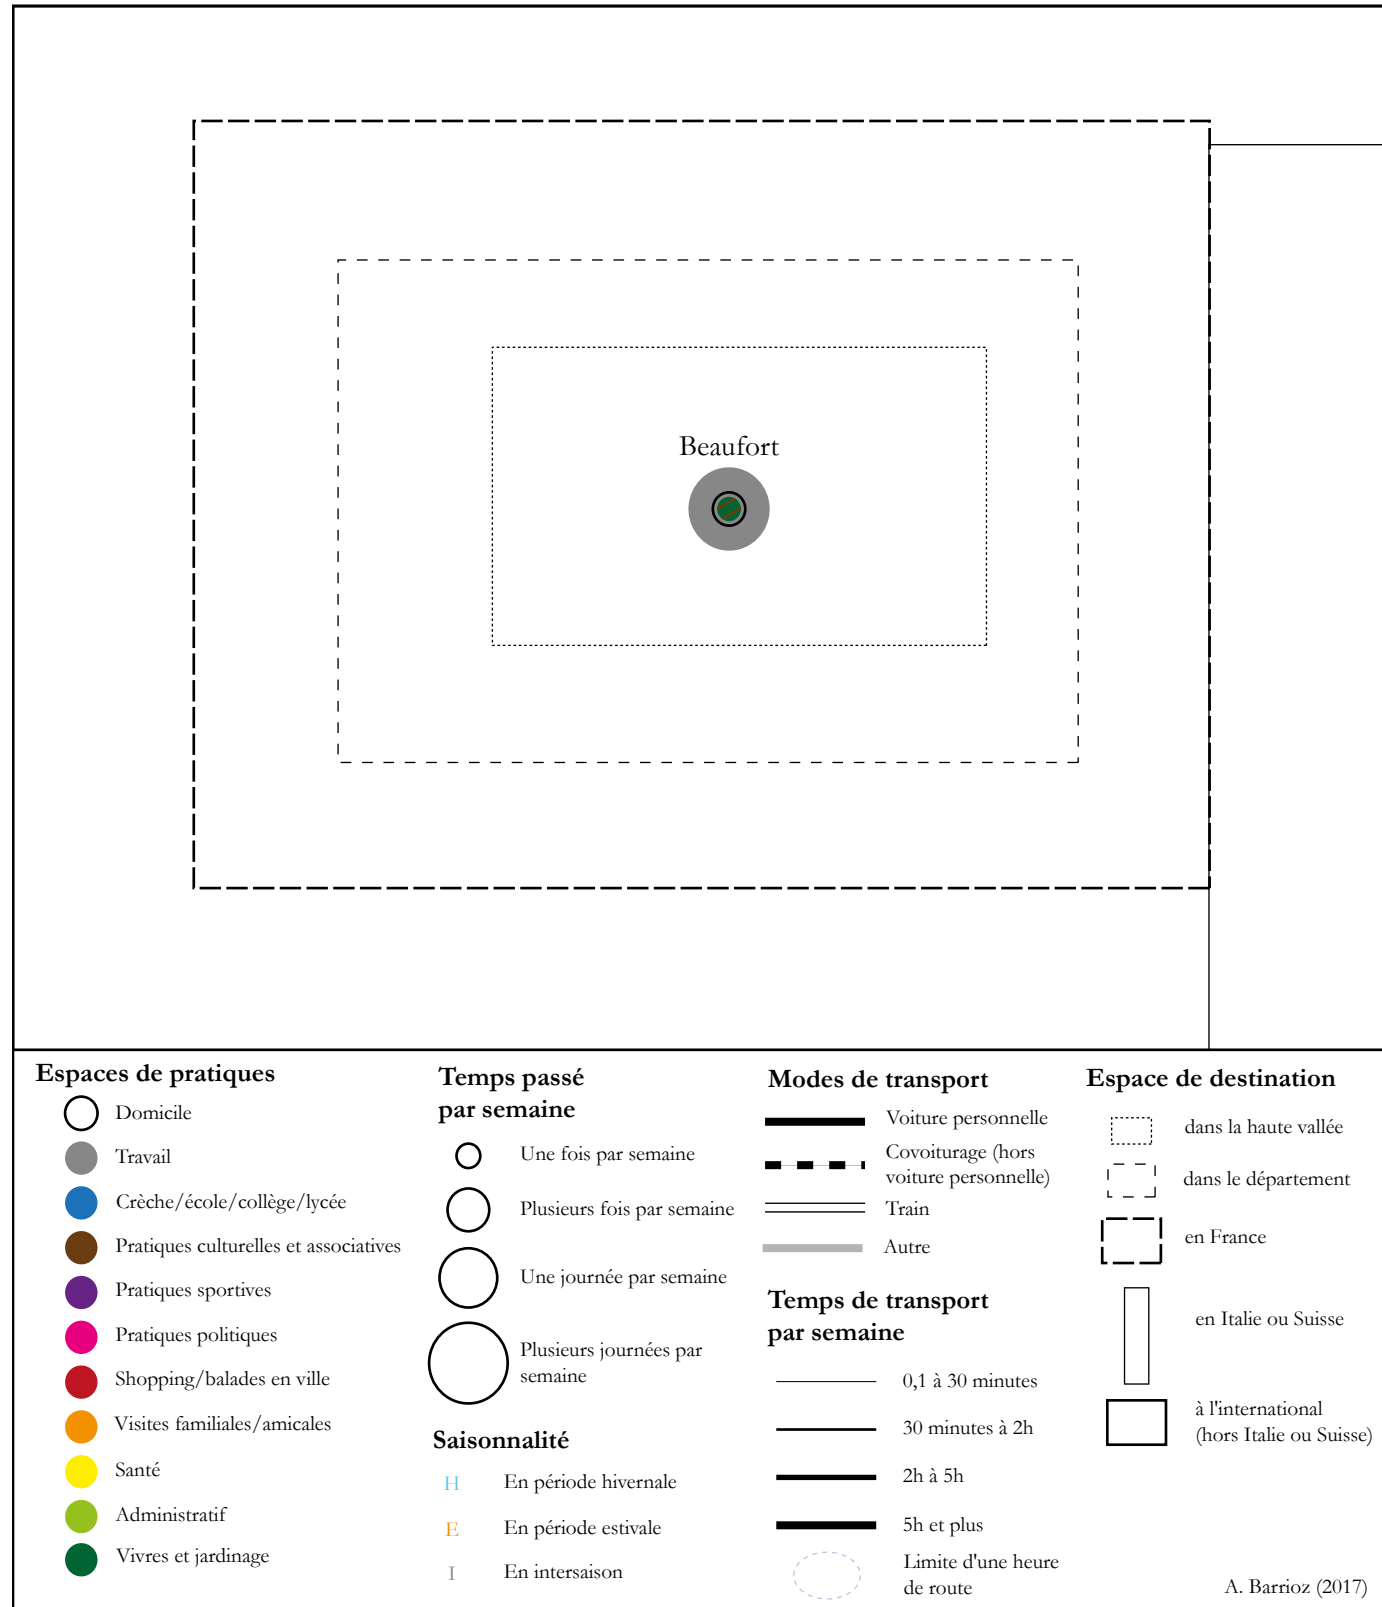 Beaufort
Espaces de pratiques
Domicile
Travail
Crèche/école/collège/lycée
Pratiques culturelles et associatives
Pratiques sportives
Pratiques politiques
Shopping/balades en ville
Visites familiales/amicales
Santé
Administratif
Vivres et jardinage
Temps passé
par semaine
Une fois par semaine
Plusieurs fois par semaine
Une journée par semaine
Plusieurs journées par
semaine
Saisonnalité
H En période hivernale
E En période estivale
I En intersaison
Modes de transport
Voiture personnelle
Covoiturage (hors
voiture personnelle)
Train
Autre
Temps de transport
par semaine
0,1 à 30 minutes
30 minutes à 2h
2h à 5h
5h et plus
Limite d'une heure
de route
Espace de destination
dans la haute vallée
dans le département
en France
en Italie ou Suisse
à l'international
(hors Italie ou Suisse)
A. Barrioz (2017)